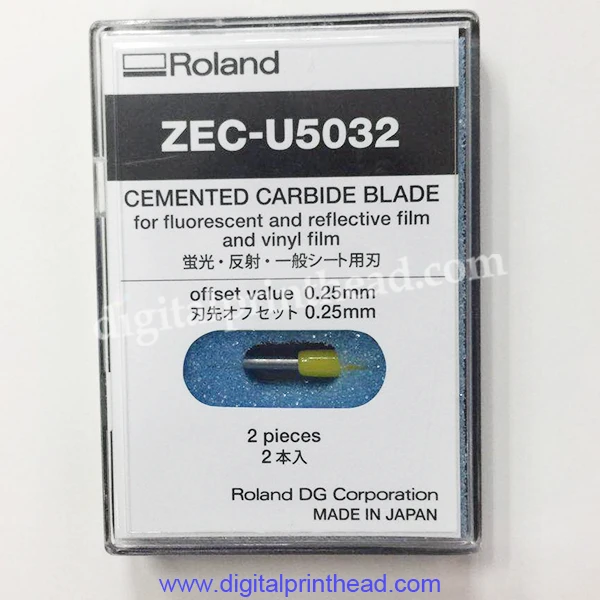 Roland
ZEC-U5032
CEMENTED CARBIDE BLADE
for fluorescent and reflective film
and vinyl film
蛍光・反射・一般シート用刃
digitalprinthead.com
offset value 0.25mm
刃先オフセット 0.25mm
2 pieces
2本入
Roland DG Corporation
MADE IN JAPAN
www.digitalprinthead.com